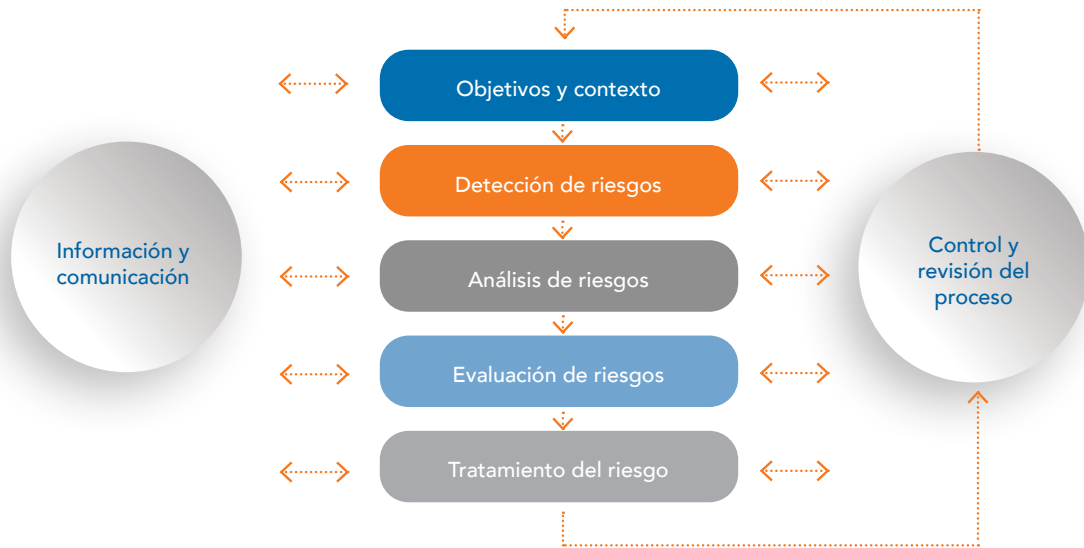 Objetivos y contexto
Detección de riesgos
Información y
comunicación
Análisis de riesgos
Control y
revisión del
proceso
Evaluación de riesgos
Tratamiento del riesgo